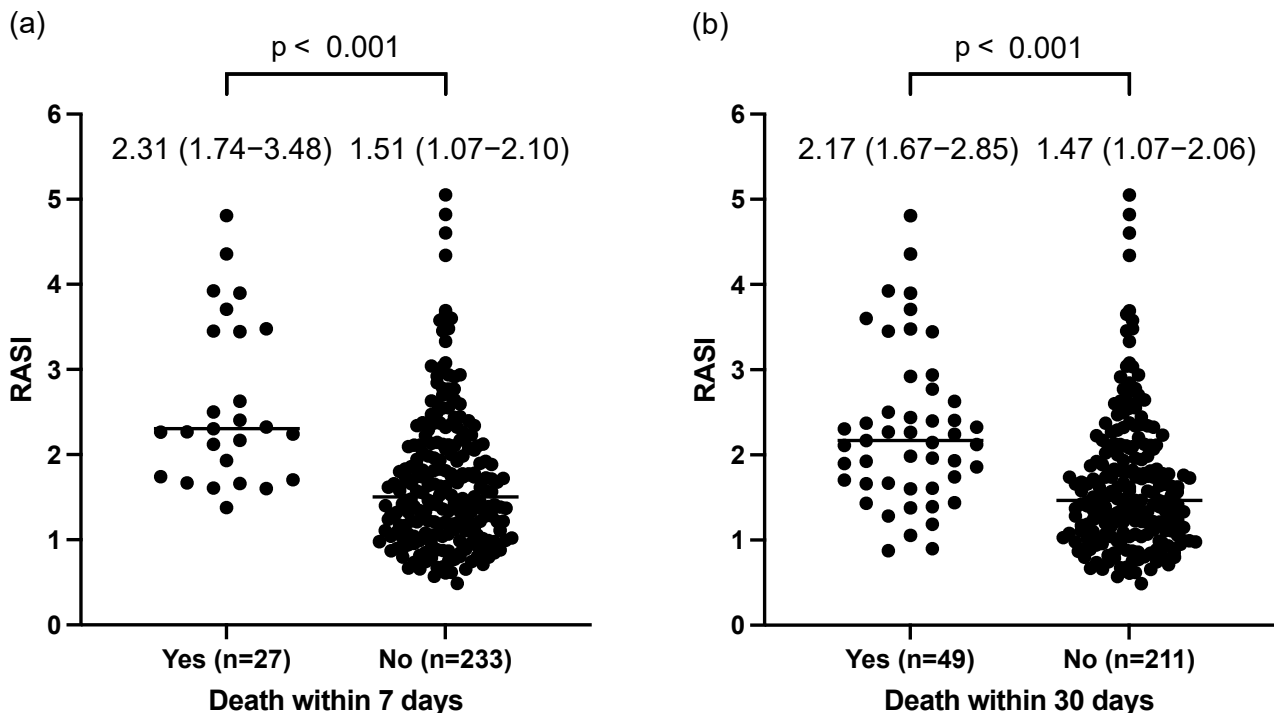 (a)
p < 0.001
6
2.31 (1.74−3.48) 1.51 (1.07−2.10)
5
4
3
2
1
0
RASI
Yes (n=27) No (n=233)
Death within 7 days
(b)
p < 0.001
6
2.17 (1.67−2.85) 1.47 (1.07−2.06)
5
4
3
2
1
0
RASI
Yes (n=49) No (n=211)
Death within 30 days